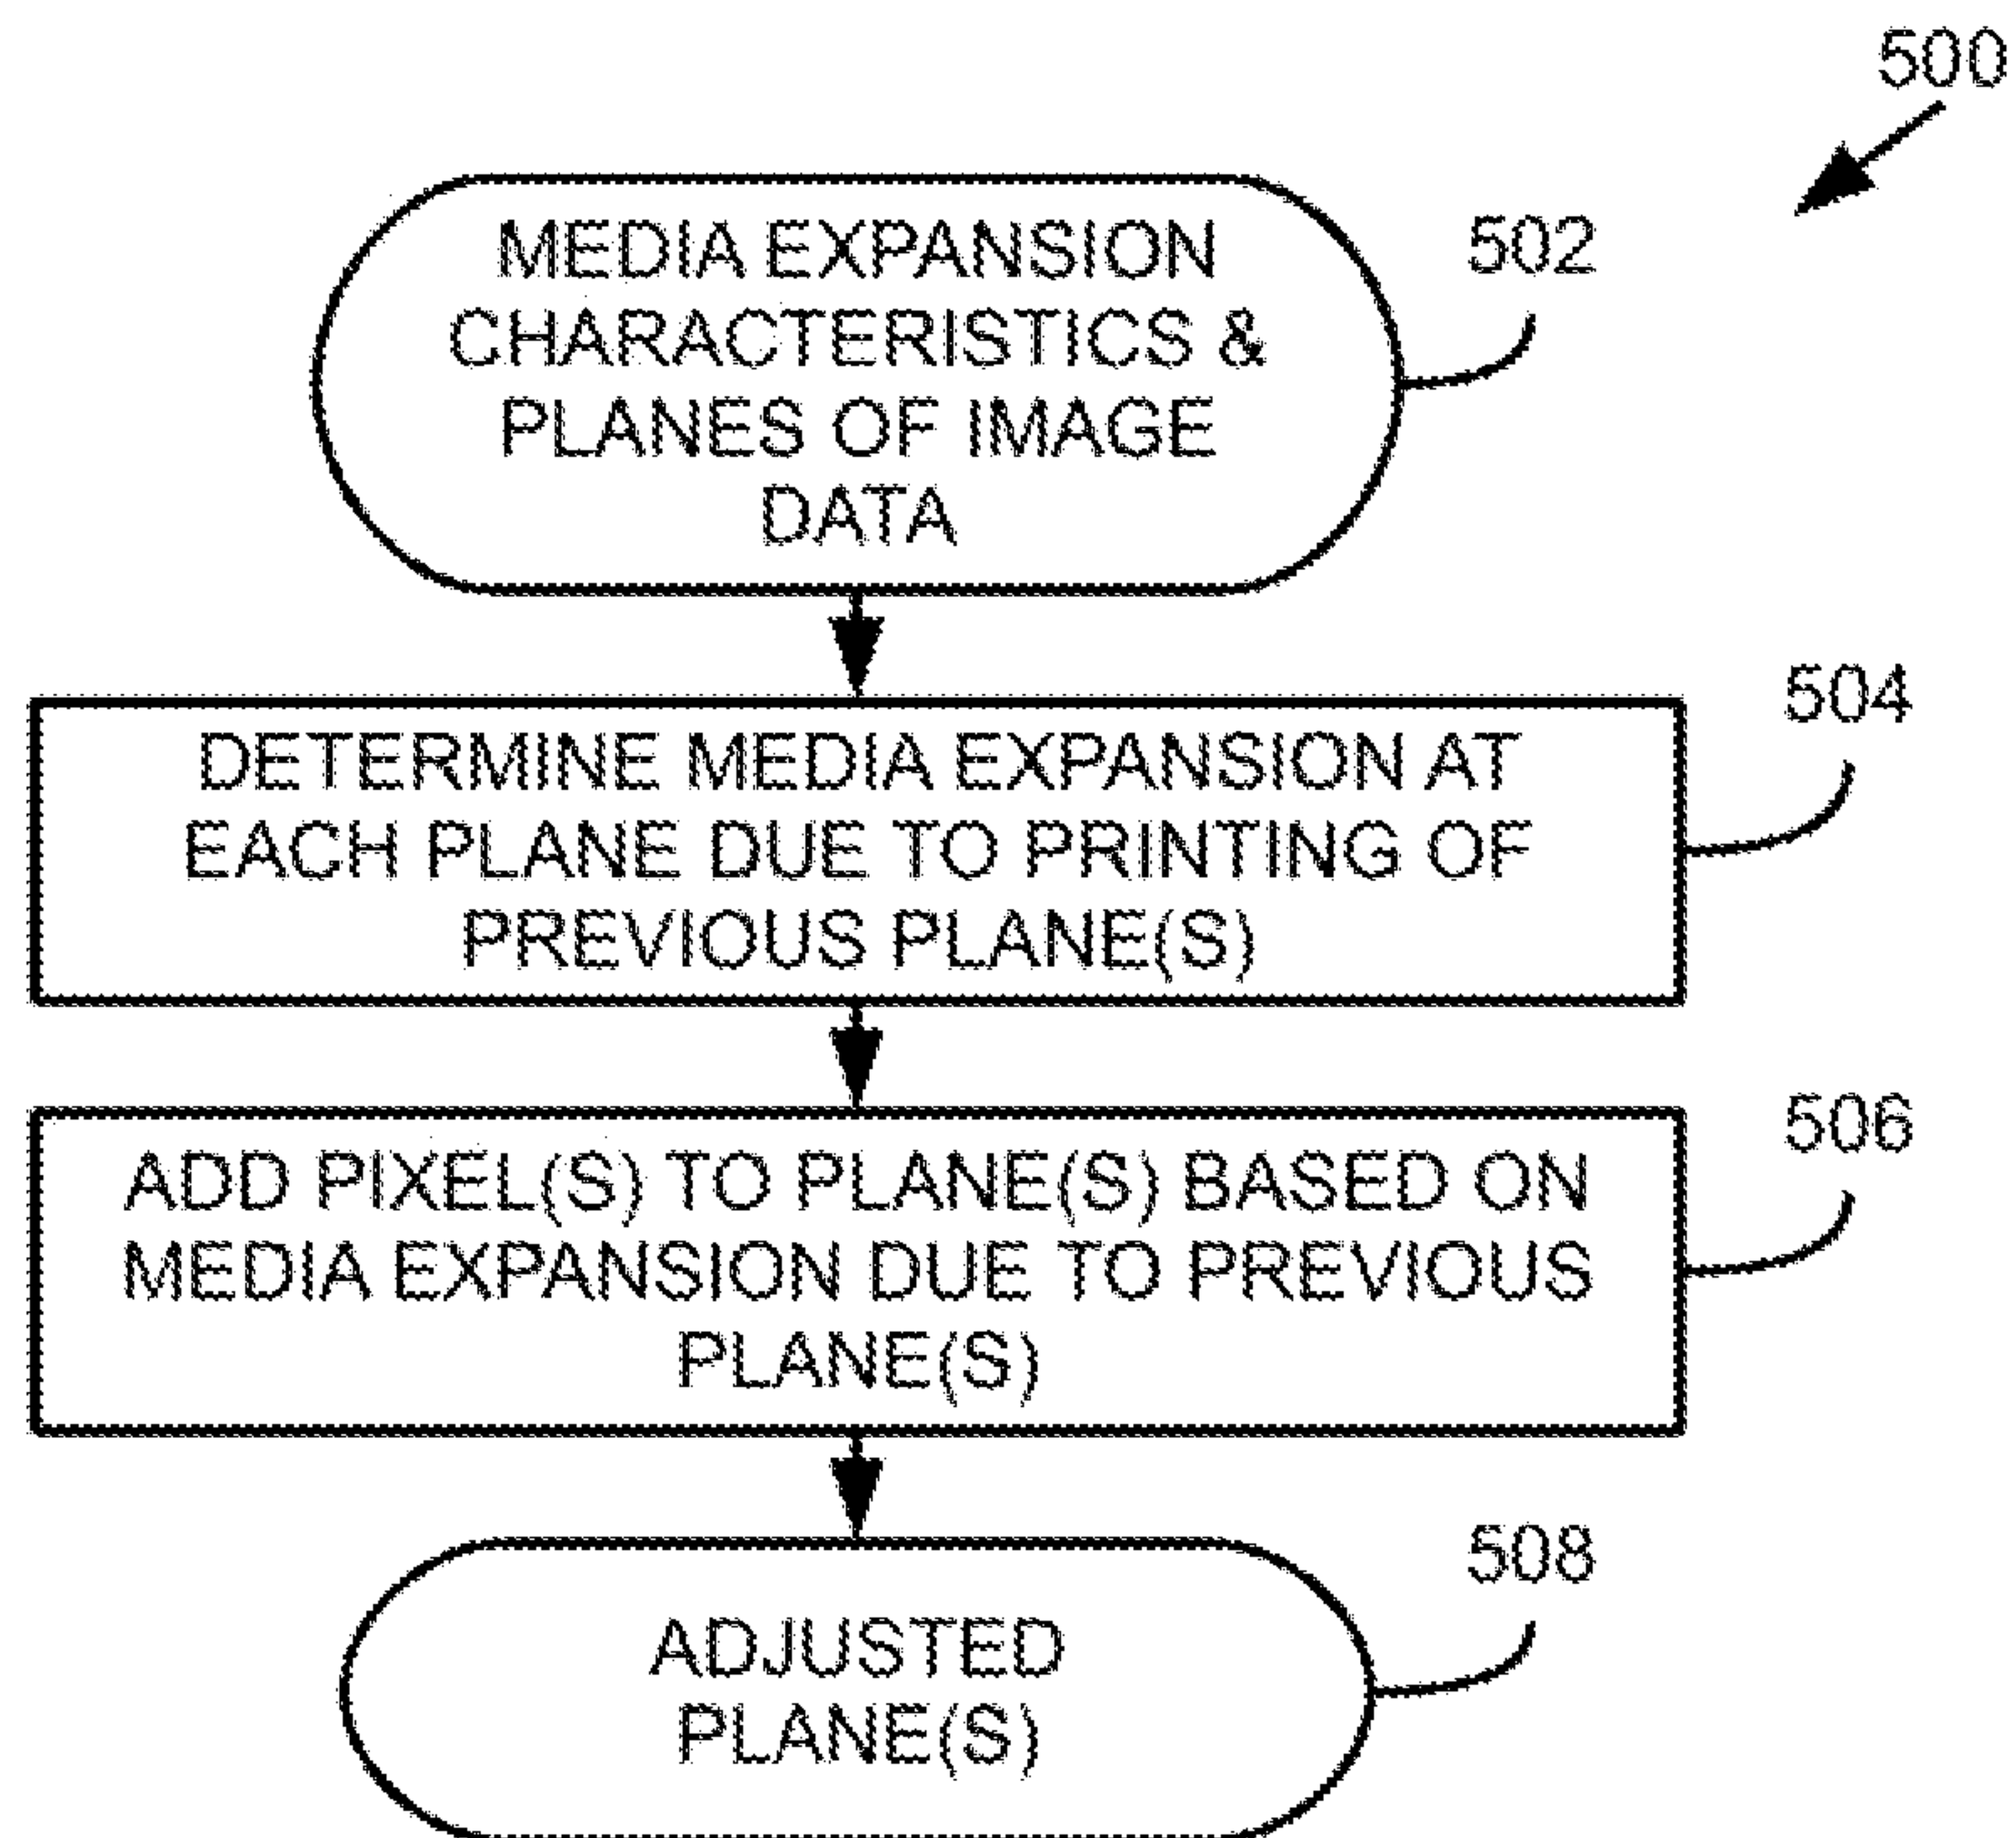 500
MEDIA EXPANSION
CHARACTERISTICS &
PLANES OF IMAGE
DATA
502
DETERMINE MEDIA EXPANSION AT
EACH PLANE DUE TO PRINTING OF
PREVIOUS PLANE(S)
504
ADD PIXEL(S) TO PLANE(S) BASED ON
MEDIA EXPANSION DUE TO PREVIOUS
PLANE(S)
506
ADJUSTED
PLANE(S)
508